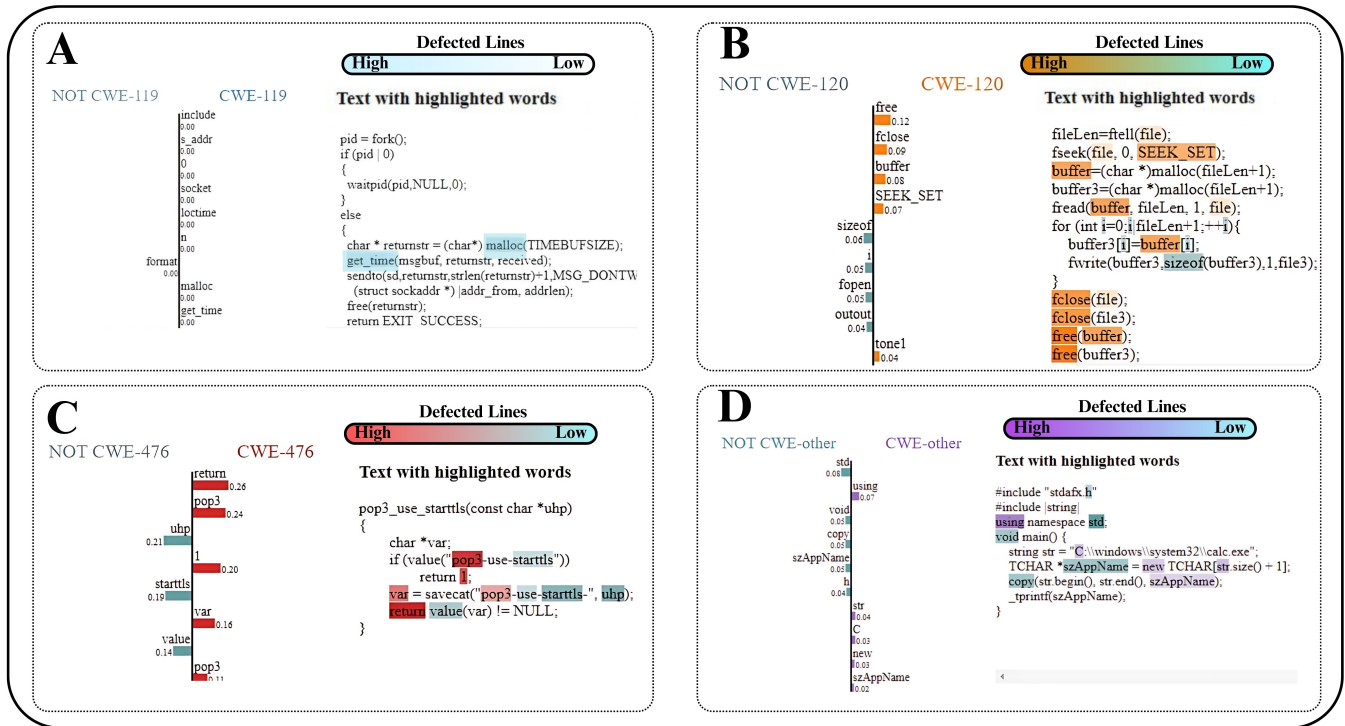 A
Defected Lines
High Low
NOT CWE-119 CWE-119
Text with highlighted words
include
0.00
s_addr
0.00
0
0.00
socket
0.00
loctime
0.00
n
0.00
format
0.00
malloc
0.00
get_time
0.00
pid = fork();
if (pid | 0)
{
waitpid(pid,NULL,0);
}
else
{
char * returnstr = (char*) malloc(TIMEBUFSIZE);
get_time(msgbuf, returnstr, received);
sendto(sd,returnstr,strlen(returnstr)+1,MSG_DONTW
(struct sockaddr *) |addr_from, addrlen);
free(returnstr);
return EXIT_SUCCESS;
B
Defected Lines
High Low
NOT CWE-120 CWE-120
Text with highlighted words
free
0.12
fclose
0.09
buffer
0.08
SEEK_SET
0.07
sizeof
0.06
i
0.05
fopen
0.05
outout
0.04
tone1
0.04
fileLen=ftell(file);
fseek(file, 0, SEEK_SET);
buffer=(char *)malloc(fileLen+1);
buffer3=(char *)malloc(fileLen+1);
fread(buffer, fileLen, 1, file);
for (int i=0;i|fileLen+1;++i){
buffer3[i]=buffer[i];
fwrite(buffer3,sizeof(buffer3),1,file3);
}
fclose(file);
fclose(file3);
free(buffer);
free(buffer3);
C
Defected Lines
High Low
NOT CWE-476 CWE-476
Text with highlighted words
return
0.26
pop3
0.24
uhp
0.21
1
0.20
starttls
0.19
var
0.16
value
0.14
pop3
0.11
pop3_use_starttls(const char *uhp)
{
char *var;
if (value("pop3-use-starttls"))
return 1;
var = savecat("pop3-use-starttls-", uhp);
return value(var) != NULL;
}
D
Defected Lines
High Low
NOT CWE-other CWE-other
Text with highlighted words
std
0.08
using
0.07
void
0.05
copy
0.05
szAppName
0.05
h
0.04
str
0.04
C
0.03
new
0.03
szAppName
0.02
#include "stdafx.h"
#include |string|
using namespace std;
void main() {
string str = "C:\\windows\\system32\\calc.exe";
TCHAR *szAppName = new TCHAR[str.size() + 1];
copy(str.begin(), str.end(), szAppName);
_tprintf(szAppName);
}